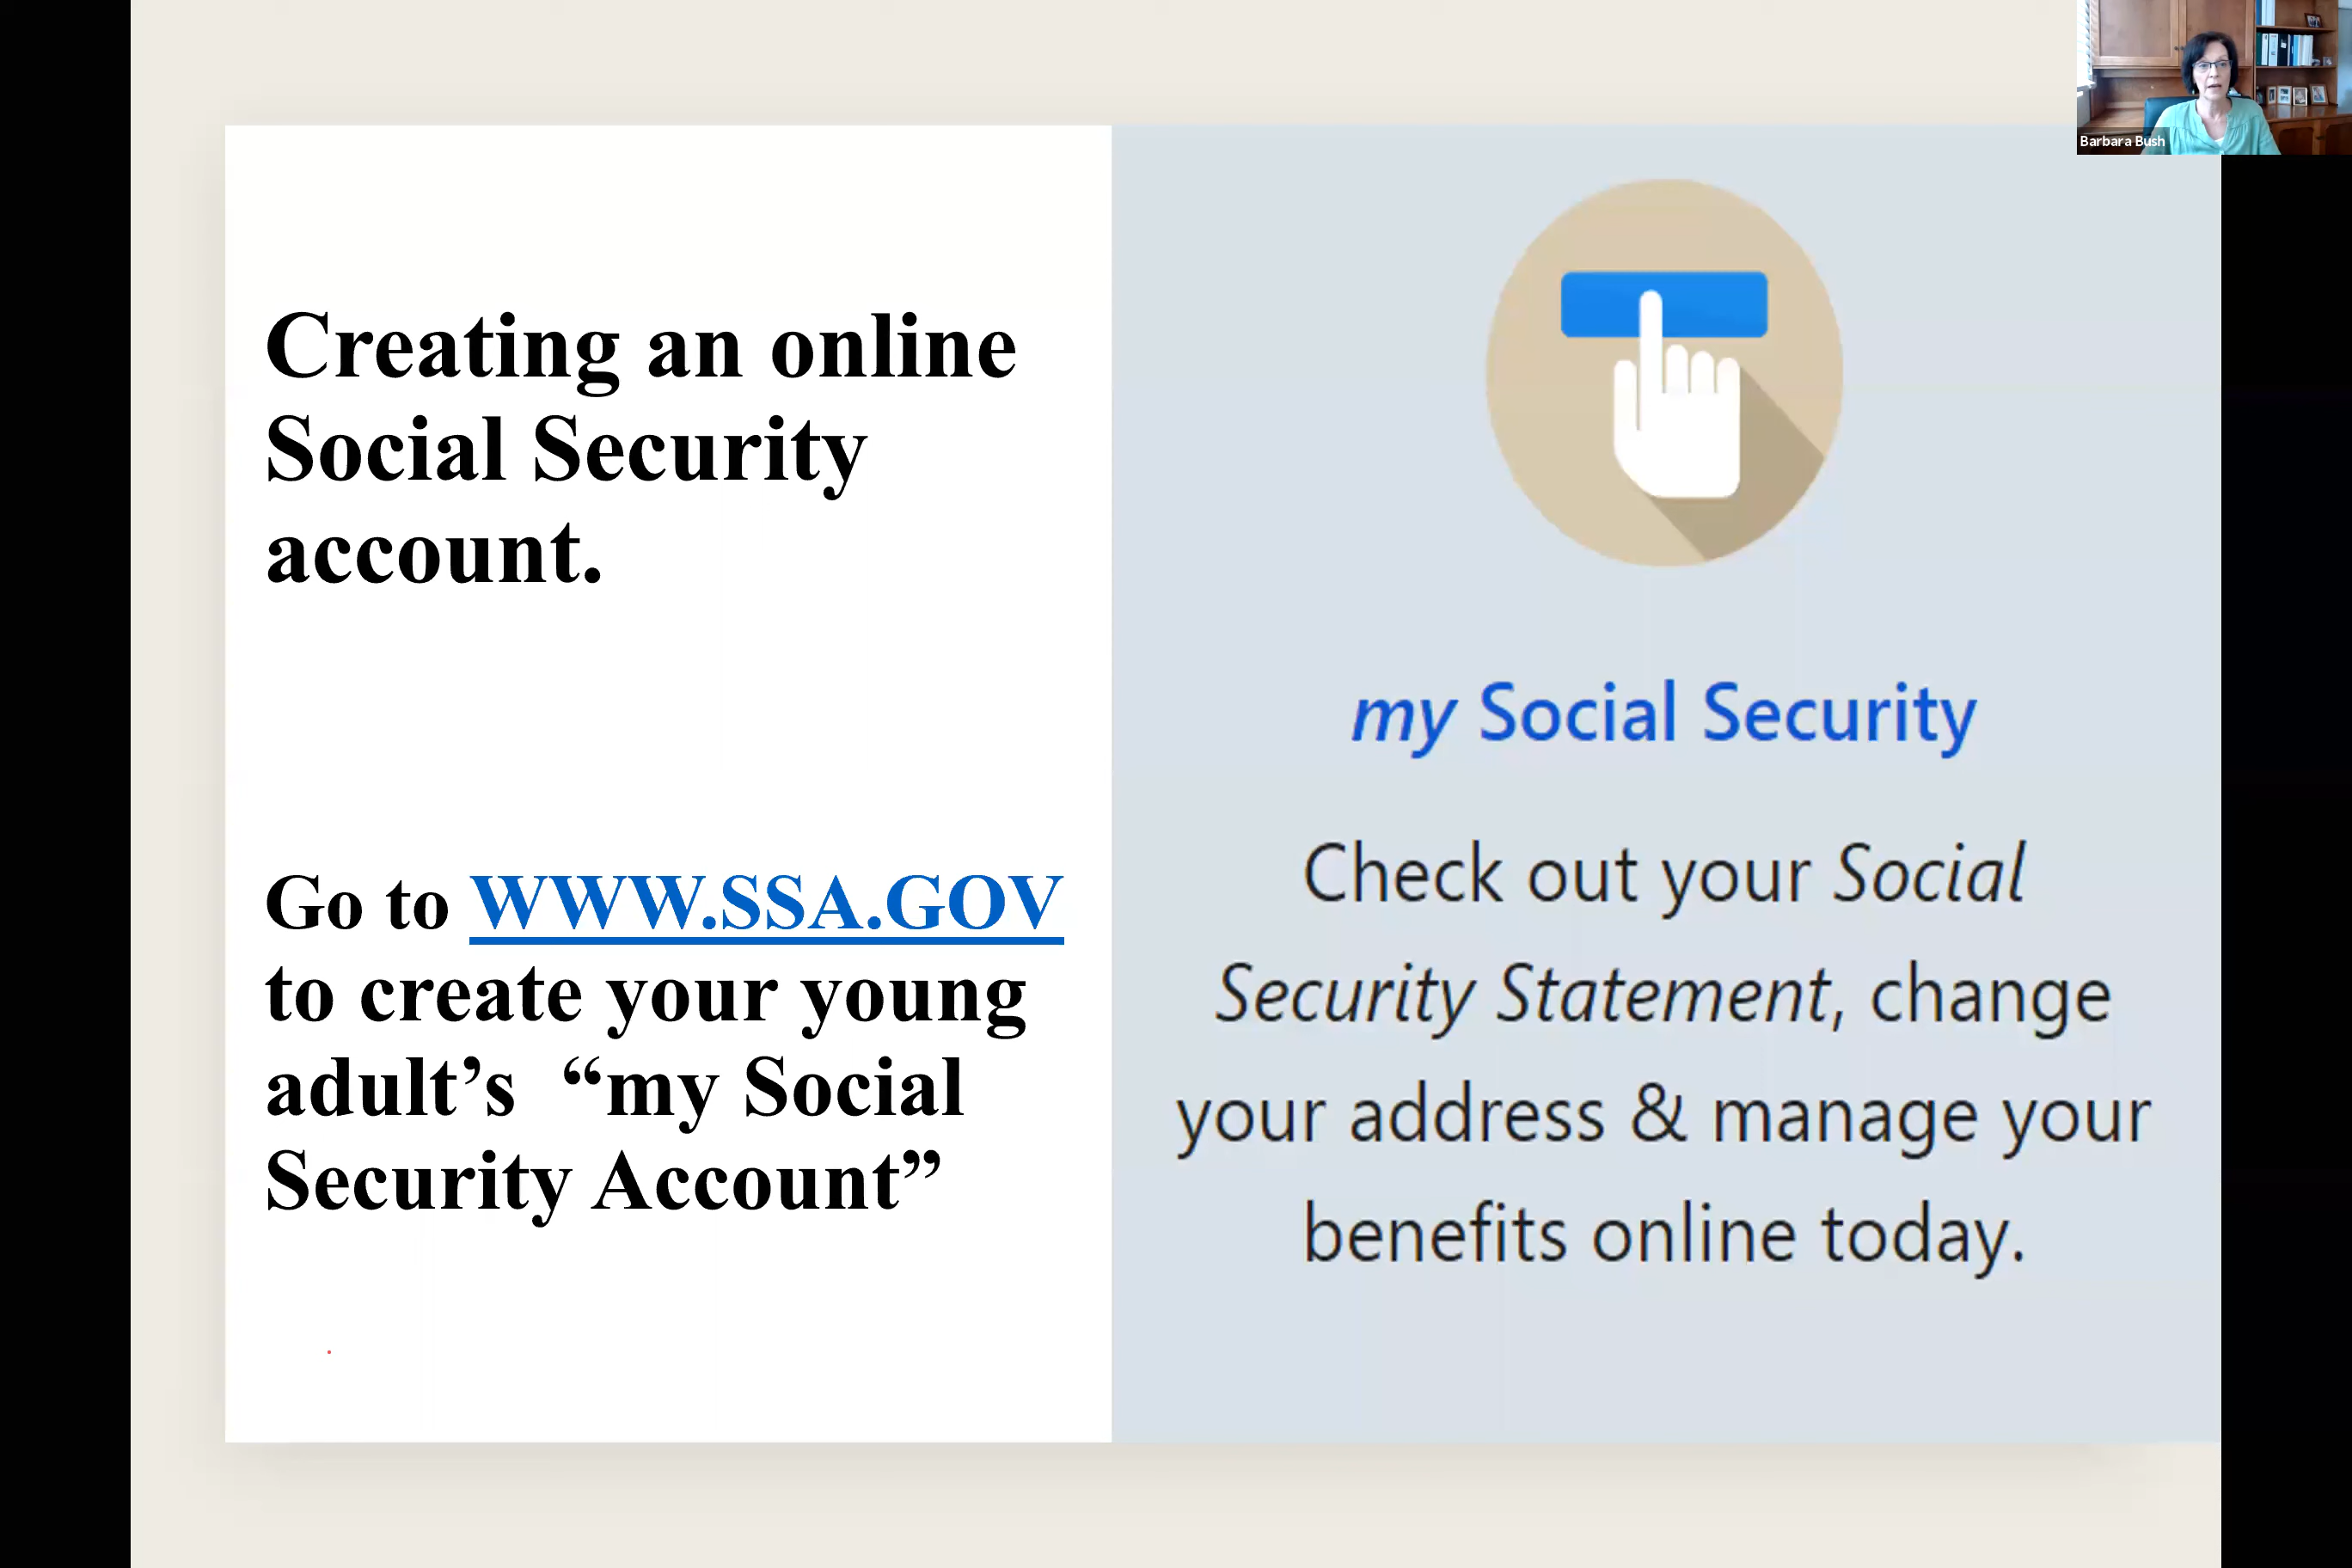 Creating an online
Social Security
account.
Go to WWW.SSA.GOV
to create your young
adult’s “my Social
Security Account”
my Social Security
Check out your Social
Security Statement, change
your address & manage your
benefits online today.
Barbara Bush